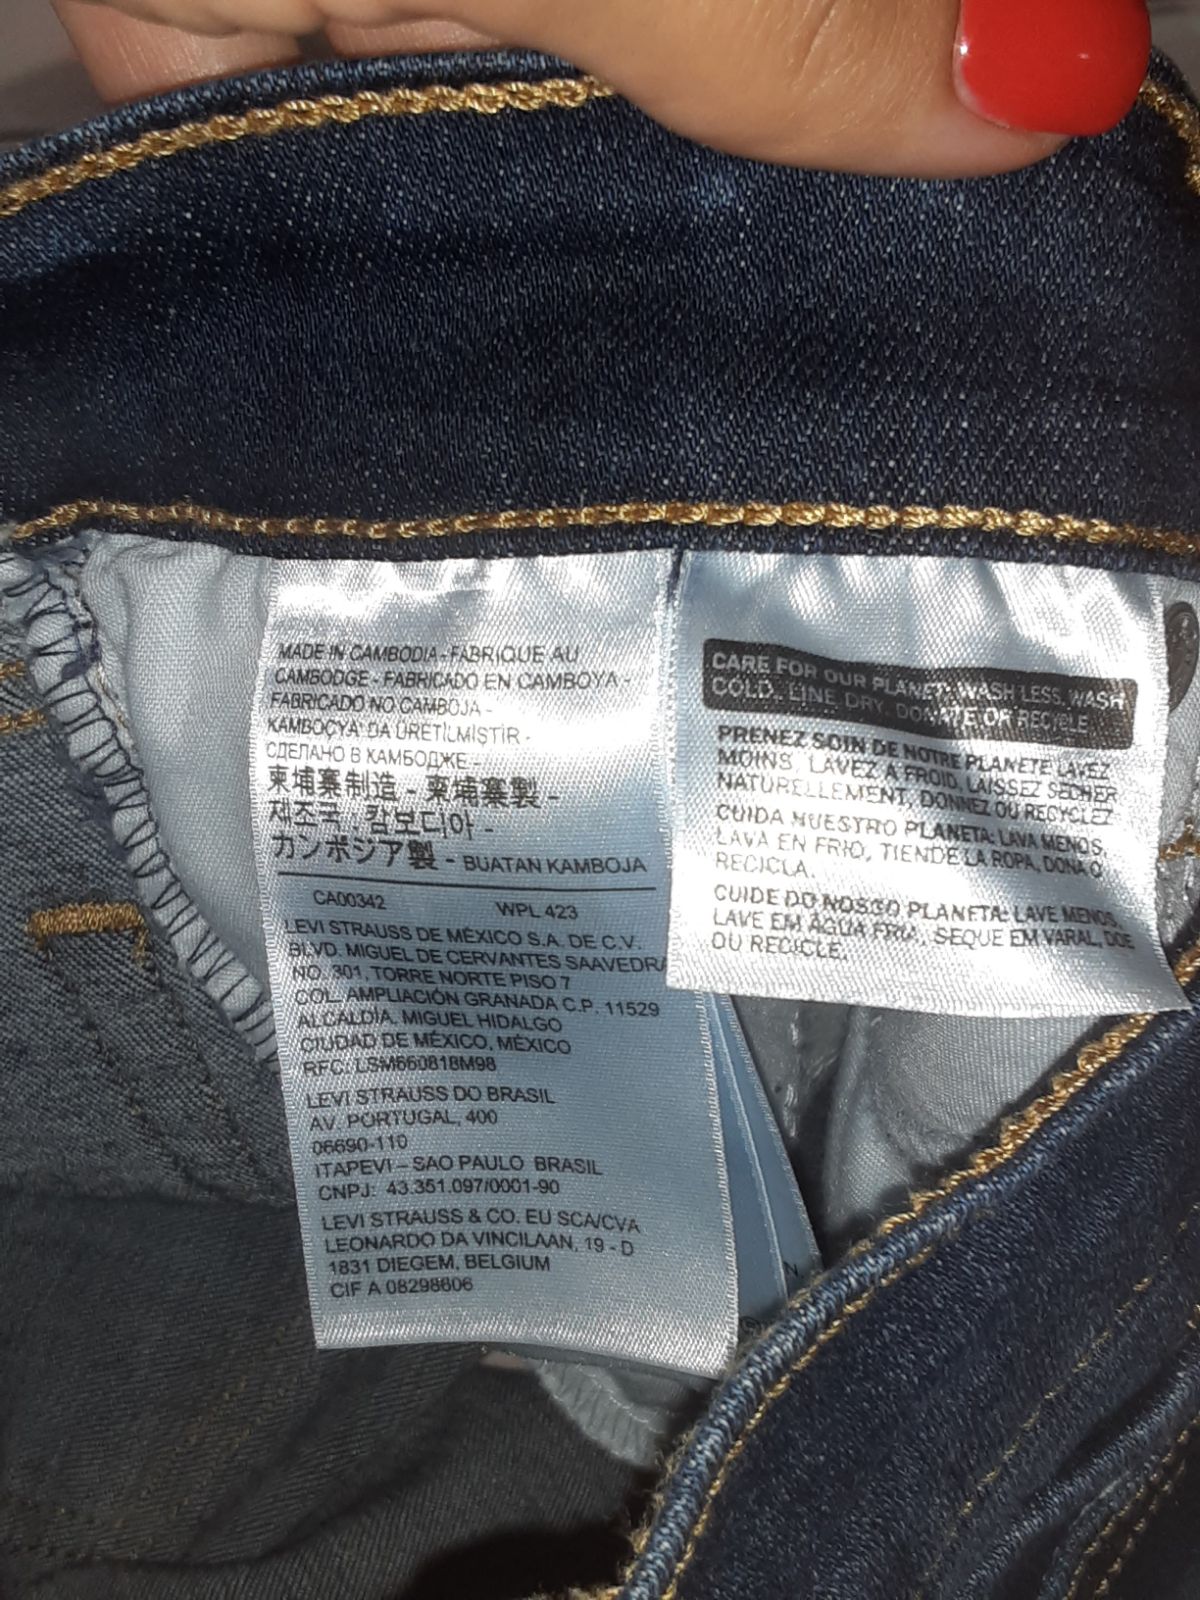 MADE IN CAMBODIA - FABRIQUE AU
CAMBODGE - FABRICADO EN CAMBOYA -
FABRICADO NO CAMBOJA -
KAMBOÇYA' DA ÜRETİLMİŞTİR -
СДЕЛАНО В КАМБОДЖЕ -
柬埔寨制造 - 柬埔寨製 -
제조국: 캄보디아 -
カンボジア製 - BUATAN KAMBOJA
CA00342 WPL 423
LEVI STRAUSS DE MÉXICO S.A. DE C.V.
BLVD. MIGUEL DE CERVANTES SAAVEDRA
NO. 301, TORRE NORTE PISO 7
COL. AMPLIACIÓN GRANADA C.P. 11529
ALCALDÍA. MIGUEL HIDALGO
CIUDAD DE MÉXICO, MÉXICO
RFC: LSM660818M98
LEVI STRAUSS DO BRASIL
AV. PORTUGAL, 400
06690-110
ITAPEVI – SAO PAULO BRASIL
CNPJ: 43.351.097/0001-90
LEVI STRAUSS & CO. EU SCA/CVA
LEONARDO DA VINCILAAN, 19 - D
1831 DIEGEM, BELGIUM
CIF A 08298806
CARE FOR OUR PLANET: WASH LESS, WASH
COLD, LINE DRY, DONATE OR RECYCLE.
PRENEZ SOIN DE NOTRE PLANETE LAVEZ
MOINS, LAVEZ A FROID, LAISSEZ SECHER
NATURELLEMENT, DONNEZ OU RECYCLEZ
CUIDA NUESTRO PLANETA: LAVA MENOS,
LAVA EN FRIO, TIENDE LA ROPA, DONA O
RECICLA.
CUIDE DO NOSSO PLANETA: LAVE MENOS,
LAVE EM ÁGUA FRIA, SEQUE EM VARAL, DOE
OU RECICLE.